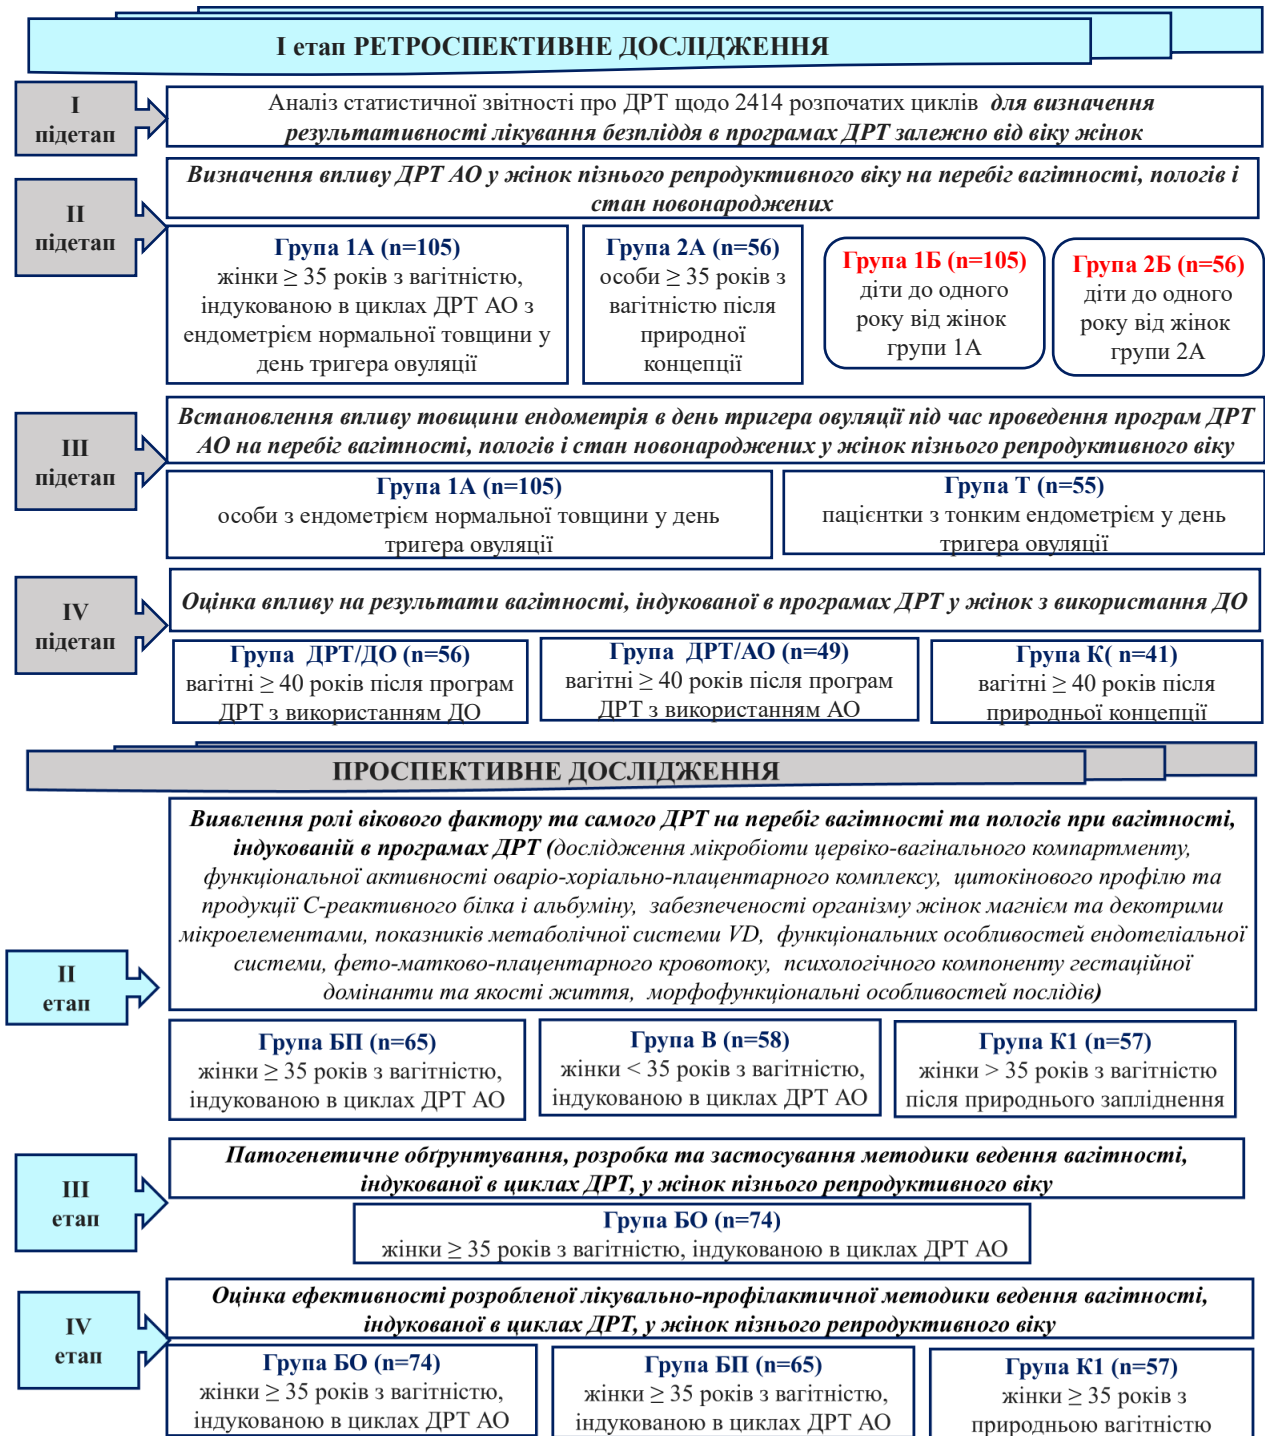 І етап РЕТРОСПЕКТИВНЕ ДОСЛІДЖЕННЯ
І
підетап
Аналіз статистичної звітності про ДРТ щодо 2414 розпочатих циклів для визначення
результативності лікування безпліддя в програмах ДРТ залежно від віку жінок
ІІ
підетап
Визначення впливу ДРТ АО у жінок пізнього репродуктивного віку на перебіг вагітності, пологів і
стан новонароджених
Група 1А (n=105)
жінки ≥ 35 років з вагітністю,
індукованою в циклах ДРТ АО з
ендометрієм нормальної товщини у
день тригера овуляції
Група 2А (n=56)
особи ≥ 35 років з
вагітністю після
природної
концепції
Група 1Б (n=105)
діти до одного
року від жінок
групи 1А
Група 2Б (n=56)
діти до одного
року від жінок
групи 2А
ІІІ
підетап
Встановлення впливу товщини ендометрія в день тригера овуляції під час проведення програм ДРТ
АО на перебіг вагітності, пологів і стан новонароджених у жінок пізнього репродуктивного віку
Група 1А (n=105)
особи з ендометрієм нормальної товщини у день
тригера овуляції
Група Т (n=55)
пацієнтки з тонким ендометрієм у день
тригера овуляції
IV
підетап
Оцінка впливу на результати вагітності, індукованої в програмах ДРТ у жінок з використання ДО
Група ДРТ/ДО (n=56)
вагітні ≥ 40 років після програм
ДРТ з використанням ДО
Група ДРТ/АО (n=49)
вагітні ≥ 40 років після програм
ДРТ з використанням АО
Група К( n=41)
вагітні ≥ 40 років після
природньої концепції
ПРОСПЕКТИВНЕ ДОСЛІДЖЕННЯ
ІІ
етап
Виявлення ролі вікового фактору та самого ДРТ на перебіг вагітності та пологів при вагітності,
індукованій в програмах ДРТ (дослідження мікробіоти цервіко-вагінального компартменту,
функціональної активності оваріо-хоріально-плацентарного комплексу, цитокінового профілю та
продукції С-реактивного білка і альбуміну, забезпеченості організму жінок магнієм та декотрими
мікроелементами, показників метаболічної системи VD, функціональних особливостей ендотеліальної
системи, фето-матково-плацентарного кровотоку, психологічного компоненту гестаційної
домінанти та якості життя, морфофункціональні особливостей послідів)
Група БП (n=65)
жінки ≥ 35 років з вагітністю,
індукованою в циклах ДРТ АО
Група В (n=58)
жінки < 35 років з вагітністю,
індукованою в циклах ДРТ АО
Група К1 (n=57)
жінки > 35 років з вагітністю
після природнього запліднення
ІІІ
етап
Патогенетичне обґрунтування, розробка та застосування методики ведення вагітності,
індукованої в циклах ДРТ, у жінок пізнього репродуктивного віку
Група БО (n=74)
жінки ≥ 35 років з вагітністю, індукованою в циклах ДРТ АО
IV
етап
Оцінка ефективності розробленої лікувально-профілактичної методики ведення вагітності,
індукованої в циклах ДРТ, у жінок пізнього репродуктивного віку
Група БО (n=74)
жінки ≥ 35 років з вагітністю,
індукованою в циклах ДРТ АО
Група БП (n=65)
жінки ≥ 35 років з вагітністю,
індукованою в циклах ДРТ АО
Група К1 (n=57)
жінки ≥ 35 років з
природньою вагітністю